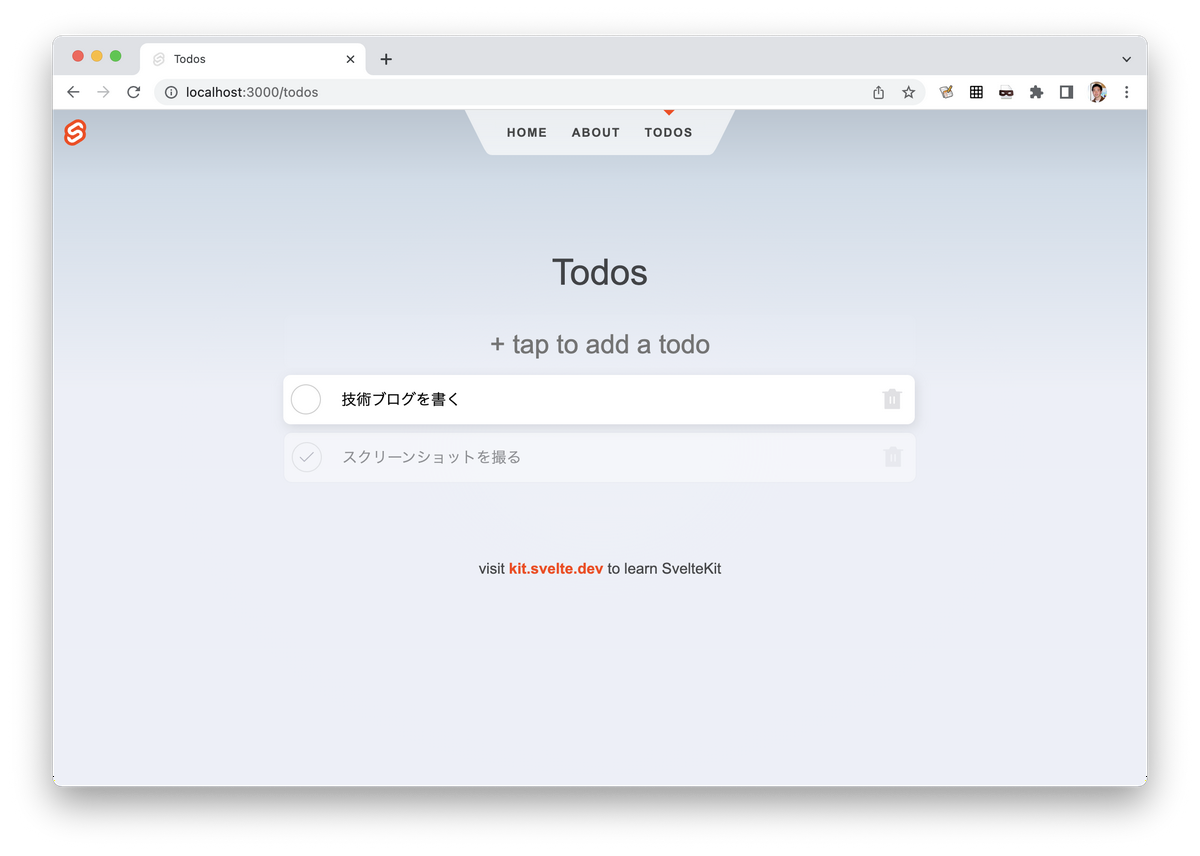 Todos
localhost:3000/todos
HOME ABOUT TODOS
Todos
+ tap to add a todo
技術ブログを書く
スクリーンショットを撮る
visit kit.svelte.dev to learn SvelteKit